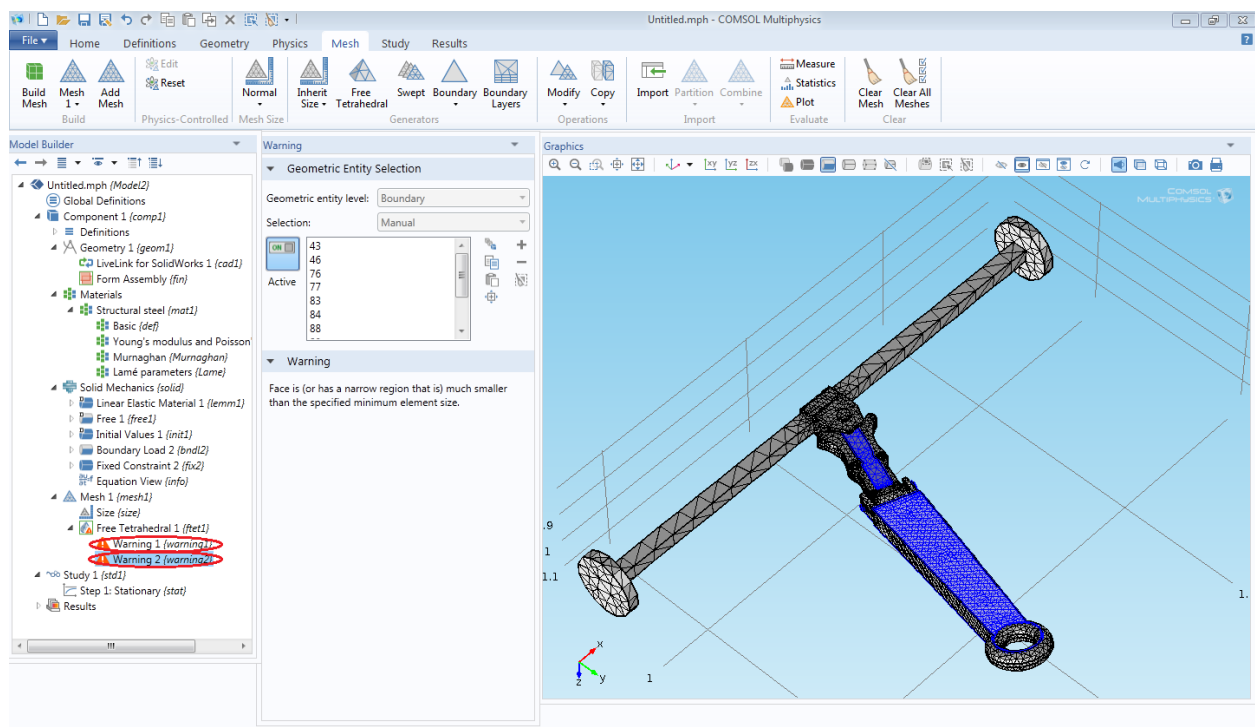 Untitled.mph - COMSOL Multiphysics
File Home Definitions Geometry Physics Mesh Study Results
Build Mesh
Mesh 1
Add Mesh
Build
Edit
Reset
Physics-Controlled
Normal
Mesh Size
Inherit Size
Free Tetrahedral
Swept
Boundary
Boundary Layers
Generators
Modify
Copy
Operations
Import
Partition
Combine
Import
Measure
Statistics
Plot
Evaluate
Clear Mesh
Clear All Meshes
Clear
Model Builder
Untitled.mph (Model2)
Global Definitions
Component 1 (comp1)
Definitions
Geometry 1 (geom1)
LiveLink for SolidWorks 1 (cad1)
Form Assembly (fin)
Materials
Structural steel (mat1)
Basic (def)
Young's modulus and Poisson'
Murnaghan (Murnaghan)
Lamé parameters (Lame)
Solid Mechanics (solid)
Linear Elastic Material 1 (lemm1)
Free 1 (free1)
Initial Values 1 (init1)
Boundary Load 2 (bndl2)
Fixed Constraint 2 (fix2)
Equation View (info)
Mesh 1 (mesh1)
Size (size)
Free Tetrahedral 1 (ftet1)
Warning 1 (warning1)
Warning 2 (warning2)
Study 1 (std1)
Step 1: Stationary (stat)
Results
Warning
Geometric Entity Selection
Geometric entity level: Boundary
Selection: Manual
ON
Active
43
46
76
77
83
84
88
Warning
Face is (or has a narrow region that is) much smaller
than the specified minimum element size.
Graphics
xy yz zx
COMSOL
MULTIPHYSICS
.9
1
1.1
1.
1
x
y
z